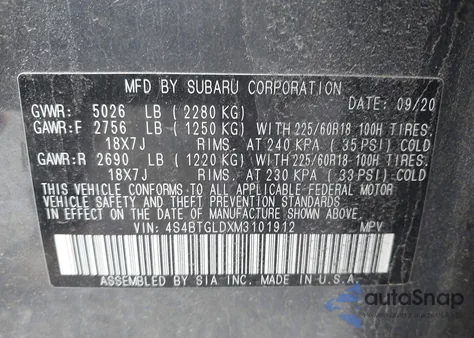 MFD BY SUBARU CORPORATION 09/20
GVWR: 5026 LB ( 2280 KG)
GAWR:F 2756 LB ( 1250 KG) WITH 225/60R18 100H TIRES.
18X7J RIMS. AT 240 KPA ( 35 PSI) COLD
GAWR:R 2690 LB ( 1220 KG) WITH 225/60R18 100H TIRES.
18X7J RIMS. AT 230 KPA ( 33 PSI) COLD
THIS VEHICLE CONFORMS TO ALL APPLICABLE FEDERAL MOTOR
VEHICLE SAFETY AND THEFT PREVENTION STANDARDS IN EFFECT
ON THE DATE OF MANUFACTURE SHOWN ABOVE.
VIN: 4S4BTGLDXM3101912 MPV
ASSEMBLED BY SIA INC. MADE IN U.S.A.
autoSnap